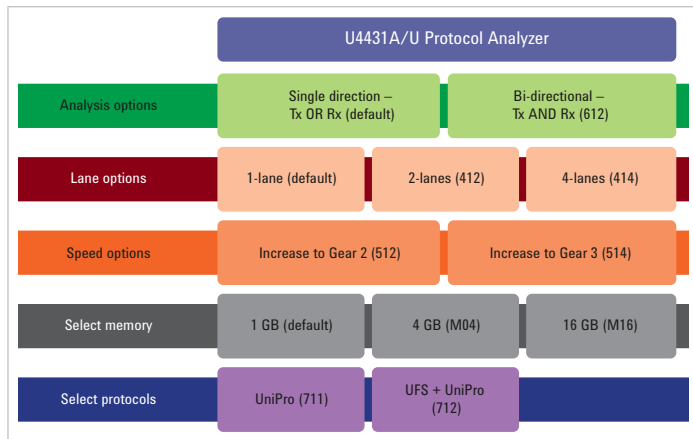 U4431A/U Protocol Analyzer
Analysis options
Single direction –
Tx OR Rx (default)
Bi-directional –
Tx AND Rx (612)
Lane options
1-lane (default)
2-lanes (412)
4-lanes (414)
Speed options
Increase to Gear 2 (512)
Increase to Gear 3 (514)
Select memory
1 GB (default)
4 GB (M04)
16 GB (M16)
Select protocols
UniPro (711)
UFS + UniPro
(712)